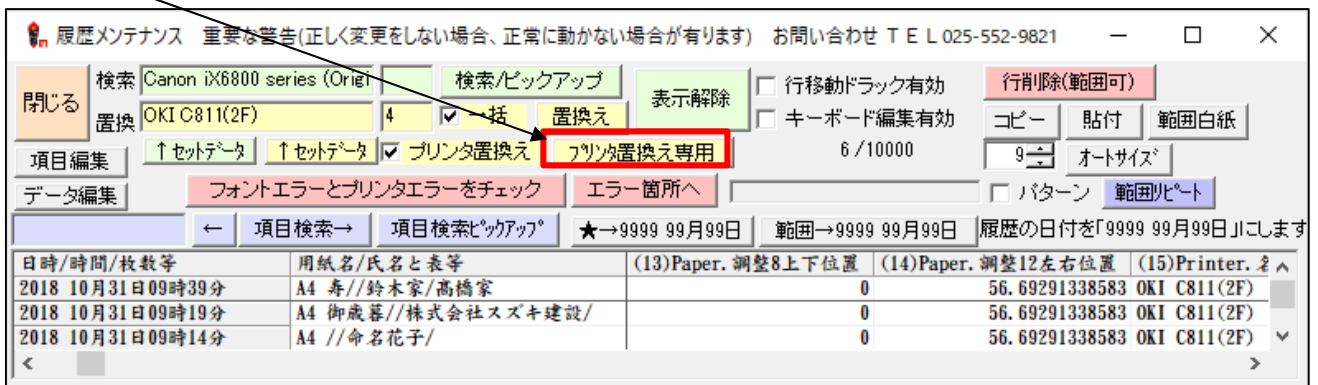 履歴メンテナンス 重要な警告(正しく変更をしない場合、正常に動かない場合が有ります) お問い合わせ ＴＥＬ025-552-9821
閉じる 検索 Canon iX6800 series (Origi 検索/ピックアップ 表示解除 行移動ドラック有効 行削除(範囲可)
置換 OKI C811(2F) 4 一括 置換え キーボード編集有効 コピー 貼付 範囲白紙
項目編集 ↑セットデータ ↑セットデータ プリンタ置換え プリンタ置換え専用 6/10000 9 オートサイズ
データ編集 フォントエラーとプリンタエラーをチェック エラー箇所へ パターン 範囲リピート
← 項目検索→ 項目検索ピックアップ ★→9999 99月99日 範囲→9999 99月99日 履歴の日付を「9999 99月99日」にします
日時/時間/枚数等 用紙名/氏名と表等 (13)Paper.調整8上下位置 (14)Paper.調整12左右位置 (15)Printer.
2018 10月31日09時39分 A4 寿//鈴木家/高橋家 0 56.69291338583 OKI C811(2F)
2018 10月31日09時19分 A4 御歳暮//株式会社スズキ建設/ 0 56.69291338583 OKI C811(2F)
2018 10月31日09時14分 A4 //命名花子/ 0 56.69291338583 OKI C811(2F)